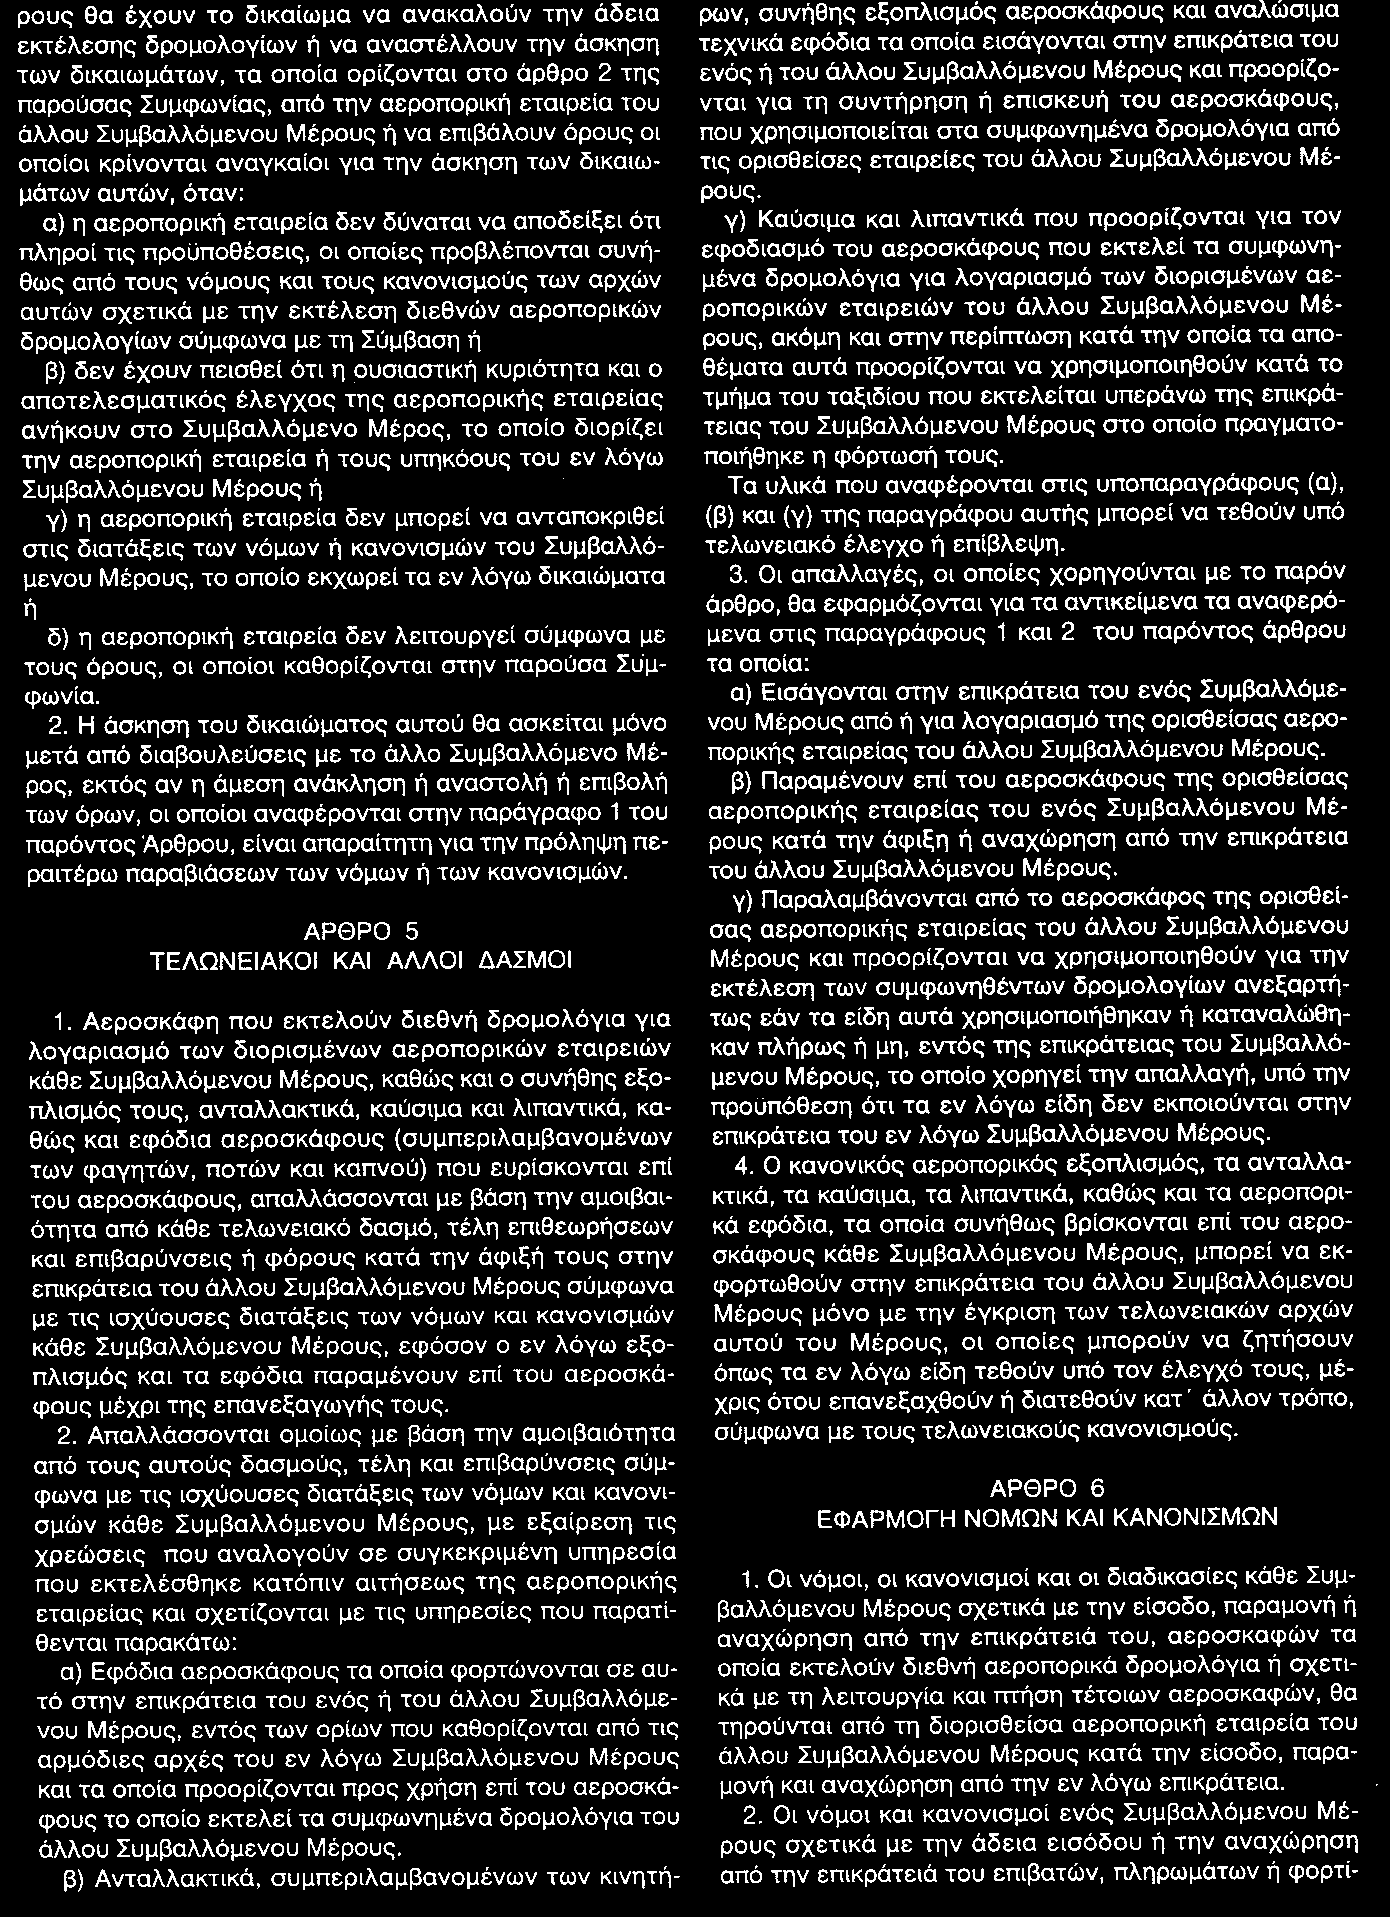 ρους θα έχουν το δικαίωμα να ανακαλούν την άδεια
εκτέλεσης δρομολογίων ή να αναστέλλουν την άσκηση
των δικαιωμάτων, τα οποία ορίζονται στο άρθρο 2 της
παρούσας Συμφωνίας, από την αεροπορική εταιρεία του
άλλου Συμβαλλόμενου Μέρους ή να επιβάλουν όρους οι
οποίοι κρίνονται αναγκαίοι για την άσκηση των δικαιω-
μάτων αυτών, όταν:
α) η αεροπορική εταιρεία δεν δύναται να αποδείξει ότι
πληροί τις προϋποθέσεις, οι οποίες προβλέπονται συνή-
θως από τους νόμους και τους κανονισμούς των αρχών
αυτών σχετικά με την εκτέλεση διεθνών αεροπορικών
δρομολογίων σύμφωνα με τη Σύμβαση ή
β) δεν έχουν πεισθεί ότι η ουσιαστική κυριότητα και ο
αποτελεσματικός έλεγχος της αεροπορικής εταιρείας
ανήκουν στο Συμβαλλόμενο Μέρος, το οποίο διορίζει
την αεροπορική εταιρεία ή τους υπηκόους του εν λόγω
Συμβαλλόμενου Μέρους ή
γ) η αεροπορική εταιρεία δεν μπορεί να ανταποκριθεί
στις διατάξεις των νόμων ή κανονισμών του Συμβαλλό-
μενου Μέρους, το οποίο εκχωρεί τα εν λόγω δικαιώματα
ή
δ) η αεροπορική εταιρεία δεν λειτουργεί σύμφωνα με
τους όρους, οι οποίοι καθορίζονται στην παρούσα Συμ-
φωνία.
2. Η άσκηση του δικαιώματος αυτού θα ασκείται μόνο
μετά από διαβουλεύσεις με το άλλο Συμβαλλόμενο Μέ-
ρος, εκτός αν η άμεση ανάκληση ή αναστολή ή επιβολή
των όρων, οι οποίοι αναφέρονται στην παράγραφο 1 του
παρόντος Άρθρου, είναι απαραίτητη για την πρόληψη πε-
ραιτέρω παραβιάσεων των νόμων ή των κανονισμών.
ΑΡΘΡΟ 5
ΤΕΛΩΝΕΙΑΚΟΙ ΚΑΙ ΑΛΛΟΙ ΔΑΣΜΟΙ
1. Αεροσκάφη που εκτελούν διεθνή δρομολόγια για
λογαριασμό των διορισμένων αεροπορικών εταιρειών
κάθε Συμβαλλόμενου Μέρους, καθώς και ο συνήθης εξο-
πλισμός τους, ανταλλακτικά, καύσιμα και λιπαντικά, κα-
θώς και εφόδια αεροσκάφους (συμπεριλαμβανομένων
των φαγητών, ποτών και καπνού) που ευρίσκονται επί
του αεροσκάφους, απαλλάσσονται με βάση την αμοιβαι-
ότητα από κάθε τελωνειακό δασμό, τέλη επιθεωρήσεων
και επιβαρύνσεις ή φόρους κατά την άφιξή τους στην
επικράτεια του άλλου Συμβαλλόμενου Μέρους σύμφωνα
με τις ισχύουσες διατάξεις των νόμων και κανονισμών
κάθε Συμβαλλόμενου Μέρους, εφόσον ο εν λόγω εξο-
πλισμός και τα εφόδια παραμένουν επί του αεροσκά-
φους μέχρι της επανεξαγωγής τους.
2. Απαλλάσσονται ομοίως με βάση την αμοιβαιότητα
από τους αυτούς δασμούς, τέλη και επιβαρύνσεις σύμ-
φωνα με τις ισχύουσες διατάξεις των νόμων και κανονι-
σμών κάθε Συμβαλλόμενου Μέρους, με εξαίρεση τις
χρεώσεις που αναλογούν σε συγκεκριμένη υπηρεσία
που εκτελέσθηκε κατόπιν αιτήσεως της αεροπορικής
εταιρείας και σχετίζονται με τις υπηρεσίες που παρατί-
θενται παρακάτω:
α) Εφόδια αεροσκάφους τα οποία φορτώνονται σε αυ-
τό στην επικράτεια του ενός ή του άλλου Συμβαλλόμε-
νου Μέρους, εντός των ορίων που καθορίζονται από τις
αρμόδιες αρχές του εν λόγω Συμβαλλόμενου Μέρους
και τα οποία προορίζονται προς χρήση επί του αεροσκά-
φους το οποίο εκτελεί τα συμφωνημένα δρομολόγια του
άλλου Συμβαλλόμενου Μέρους.
β) Ανταλλακτικά, συμπεριλαμβανομένων των κινητή-
ρων, συνήθης εξοπλισμός αεροσκάφους και αναλώσιμα
τεχνικά εφόδια τα οποία εισάγονται στην επικράτεια του
ενός ή του άλλου Συμβαλλόμενου Μέρους και προορίζο-
νται για τη συντήρηση ή επισκευή του αεροσκάφους,
που χρησιμοποιείται στα συμφωνημένα δρομολόγια από
τις ορισθείσες εταιρείες του άλλου Συμβαλλόμενου Μέ-
ρους.
γ) Καύσιμα και λιπαντικά που προορίζονται για τον
εφοδιασμό του αεροσκάφους που εκτελεί τα συμφωνη-
μένα δρομολόγια για λογαριασμό των διορισμένων αε-
ροπορικών εταιρειών του άλλου Συμβαλλόμενου Μέ-
ρους, ακόμη και στην περίπτωση κατά την οποία τα απο-
θέματα αυτά προορίζονται να χρησιμοποιηθούν κατά το
τμήμα του ταξιδίου που εκτελείται υπεράνω της επικρά-
τειας του Συμβαλλόμενου Μέρους στο οποίο πραγματο-
ποιήθηκε η φόρτωσή τους.
Τα υλικά που αναφέρονται στις υποπαραγράφους (α),
(β) και (γ) της παραγράφου αυτής μπορεί να τεθούν υπό
τελωνειακό έλεγχο ή επίβλεψη.
3. Οι απαλλαγές, οι οποίες χορηγούνται με το παρόν
άρθρο, θα εφαρμόζονται για τα αντικείμενα τα αναφερό-
μενα στις παραγράφους 1 και 2 του παρόντος άρθρου
τα οποία:
α) Εισάγονται στην επικράτεια του ενός Συμβαλλόμε-
νου Μέρους από ή για λογαριασμό της ορισθείσας αερο-
πορικής εταιρείας του άλλου Συμβαλλόμενου Μέρους.
β) Παραμένουν επί του αεροσκάφους της ορισθείσας
αεροπορικής εταιρείας του ενός Συμβαλλόμενου Μέ-
ρους κατά την άφιξη ή αναχώρηση από την επικράτεια
του άλλου Συμβαλλόμενου Μέρους.
γ) Παραλαμβάνονται από το αεροσκάφος της ορισθεί-
σας αεροπορικής εταιρείας του άλλου Συμβαλλόμενου
Μέρους και προορίζονται να χρησιμοποιηθούν για την
εκτέλεση των συμφωνηθέντων δρομολογίων ανεξαρτή-
τως εάν τα είδη αυτά χρησιμοποιήθηκαν ή καταναλώθη-
καν πλήρως ή μη, εντός της επικράτειας του Συμβαλλό-
μενου Μέρους, το οποίο χορηγεί την απαλλαγή, υπό την
προϋπόθεση ότι τα εν λόγω είδη δεν εκποιούνται στην
επικράτεια του εν λόγω Συμβαλλόμενου Μέρους.
4. Ο κανονικός αεροπορικός εξοπλισμός, τα ανταλλα-
κτικά, τα καύσιμα, τα λιπαντικά, καθώς και τα αεροπορι-
κά εφόδια, τα οποία συνήθως βρίσκονται επί του αερο-
σκάφους κάθε Συμβαλλόμενου Μέρους, μπορεί να εκ-
φορτωθούν στην επικράτεια του άλλου Συμβαλλόμενου
Μέρους μόνο με την έγκριση των τελωνειακών αρχών
αυτού του Μέρους, οι οποίες μπορούν να ζητήσουν
όπως τα εν λόγω είδη τεθούν υπό τον έλεγχό τους, μέ-
χρις ότου επανεξαχθούν ή διατεθούν κατ' άλλον τρόπο,
σύμφωνα με τους τελωνειακούς κανονισμούς.
ΑΡΘΡΟ 6
ΕΦΑΡΜΟΓΗ ΝΟΜΩΝ ΚΑΙ ΚΑΝΟΝΙΣΜΩΝ
1. Οι νόμοι, οι κανονισμοί και οι διαδικασίες κάθε Συμ-
βαλλόμενου Μέρους σχετικά με την είσοδο, παραμονή ή
αναχώρηση από την επικράτειά του, αεροσκαφών τα
οποία εκτελούν διεθνή αεροπορικά δρομολόγια ή σχετι-
κά με τη λειτουργία και πτήση τέτοιων αεροσκαφών, θα
τηρούνται από τη διορισθείσα αεροπορική εταιρεία του
άλλου Συμβαλλόμενου Μέρους κατά την είσοδο, παρα-
μονή και αναχώρηση από την εν λόγω επικράτεια.
2. Οι νόμοι και κανονισμοί ενός Συμβαλλόμενου Μέ-
ρους σχετικά με την άδεια εισόδου ή την αναχώρηση
από την επικράτειά του επιβατών, πληρωμάτων ή φορτί-